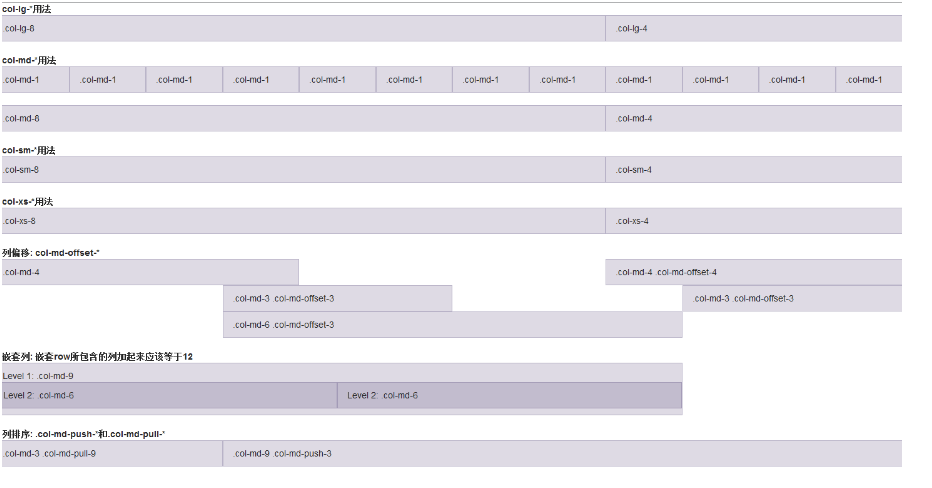 col-lg-*用法
.col-lg-8 .col-lg-4
col-md-*用法
.col-md-1 .col-md-1 .col-md-1 .col-md-1 .col-md-1 .col-md-1 .col-md-1 .col-md-1 .col-md-1 .col-md-1 .col-md-1 .col-md-1
.col-md-8 .col-md-4
col-sm-*用法
.col-sm-8 .col-sm-4
col-xs-*用法
.col-xs-8 .col-xs-4
列偏移: col-md-offset-*
.col-md-4 .col-md-4 .col-md-offset-4
.col-md-3 .col-md-offset-3 .col-md-3 .col-md-offset-3
.col-md-6 .col-md-offset-3
嵌套列: 嵌套row所包含的列加起来应该等于12
Level 1: .col-md-9
Level 2: .col-md-6 Level 2: .col-md-6
列排序: .col-md-push-*和.col-md-pull-*
.col-md-3 .col-md-pull-9 .col-md-9 .col-md-push-3